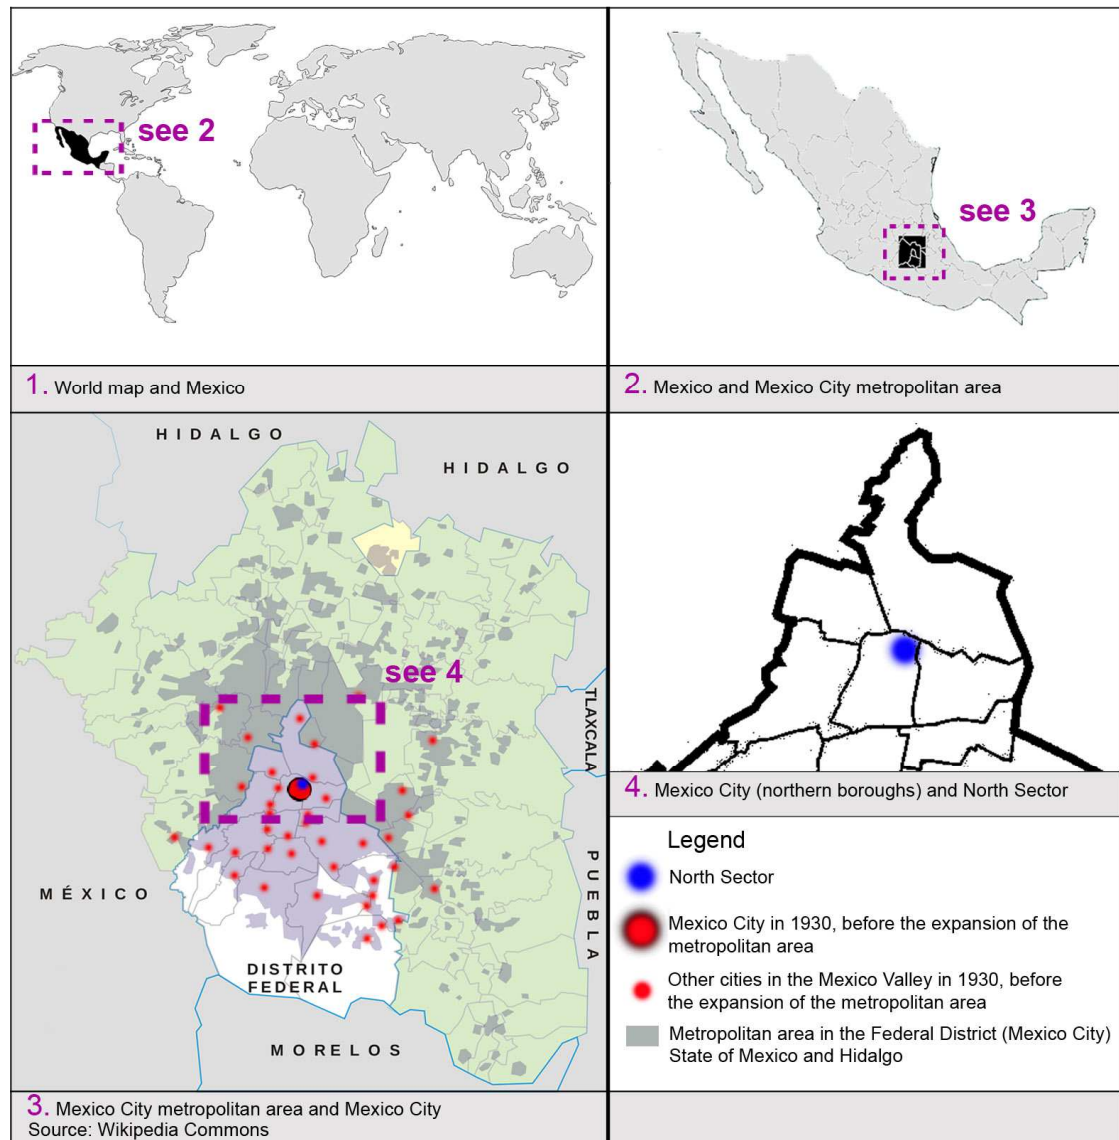 see 2
see 3
1. World map and Mexico
2. Mexico and Mexico City metropolitan area
HIDALGO
HIDALGO
see 4
TLAXCALA
MÉXICO
PUEBLA
DISTRITO
FEDERAL
MORELOS
3. Mexico City metropolitan area and Mexico City
Source: Wikipedia Commons
4. Mexico City (northern boroughs) and North Sector
Legend
North Sector
Mexico City in 1930, before the expansion of the
metropolitan area
Other cities in the Mexico Valley in 1930, before
the expansion of the metropolitan area
Metropolitan area in the Federal District (Mexico City)
State of Mexico and Hidalgo